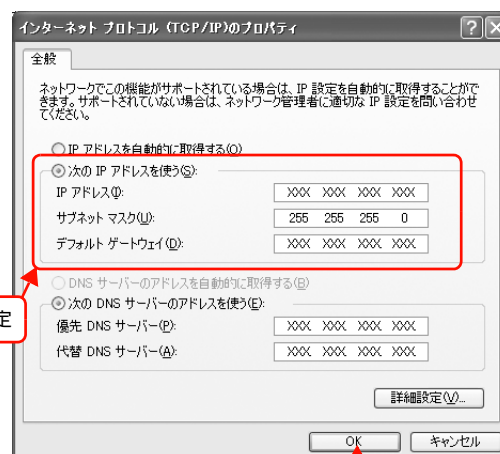 インターネット プロトコル (TCP/IP)のプロパティ
全般
ネットワークでこの機能がサポートされている場合は、IP 設定を自動的に取得することがで
きます。サポートされていない場合は、ネットワーク管理者に適切な IP 設定を問い合わせ
てください。
IP アドレスを自動的に取得する(O)
次の IP アドレスを使う(S):
IP アドレス(I): XXX XXX XXX XXX
サブネット マスク(U): 255 255 255 0
デフォルト ゲートウェイ(D): XXX XXX XXX XXX
DNS サーバーのアドレスを自動的に取得する(B)
次の DNS サーバーのアドレスを使う(E):
定
優先 DNS サーバー(P): XXX XXX XXX XXX
代替 DNS サーバー(A): XXX XXX XXX XXX
詳細設定(V)...
OK キャンセル